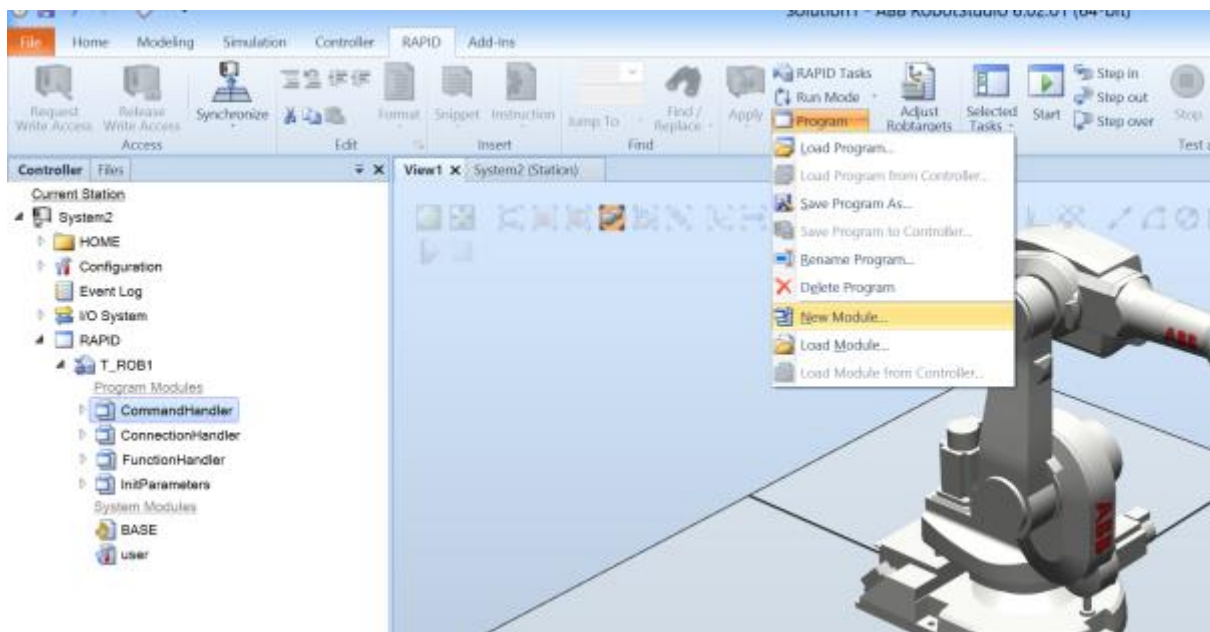 Solution1 - ABB RobotStudio 6.02.01 (64-bit)
File Home Modeling Simulation Controller RAPID Add-Ins
Request Write Access
Release Write Access
Synchronize
Format
Snippet
Instruction
Jump To
Find / Replace
Apply
RAPID Tasks
Run Mode
Program
Adjust Robtargets
Selected Tasks
Start
Step in
Step out
Step over
Stop
Access Edit Insert Find Test a
Controller Files
View1 System2 (Station)
Current Station
System2
HOME
Configuration
Event Log
I/O System
RAPID
T_ROB1
Program Modules
CommandHandler
ConnectionHandler
FunctionHandler
InitParameters
System Modules
BASE
user
Load Program...
Load Program from Controller...
Save Program As...
Save Program to Controller...
Rename Program...
Delete Program
New Module...
Load Module...
Load Module from Controller...
ABB
ABB